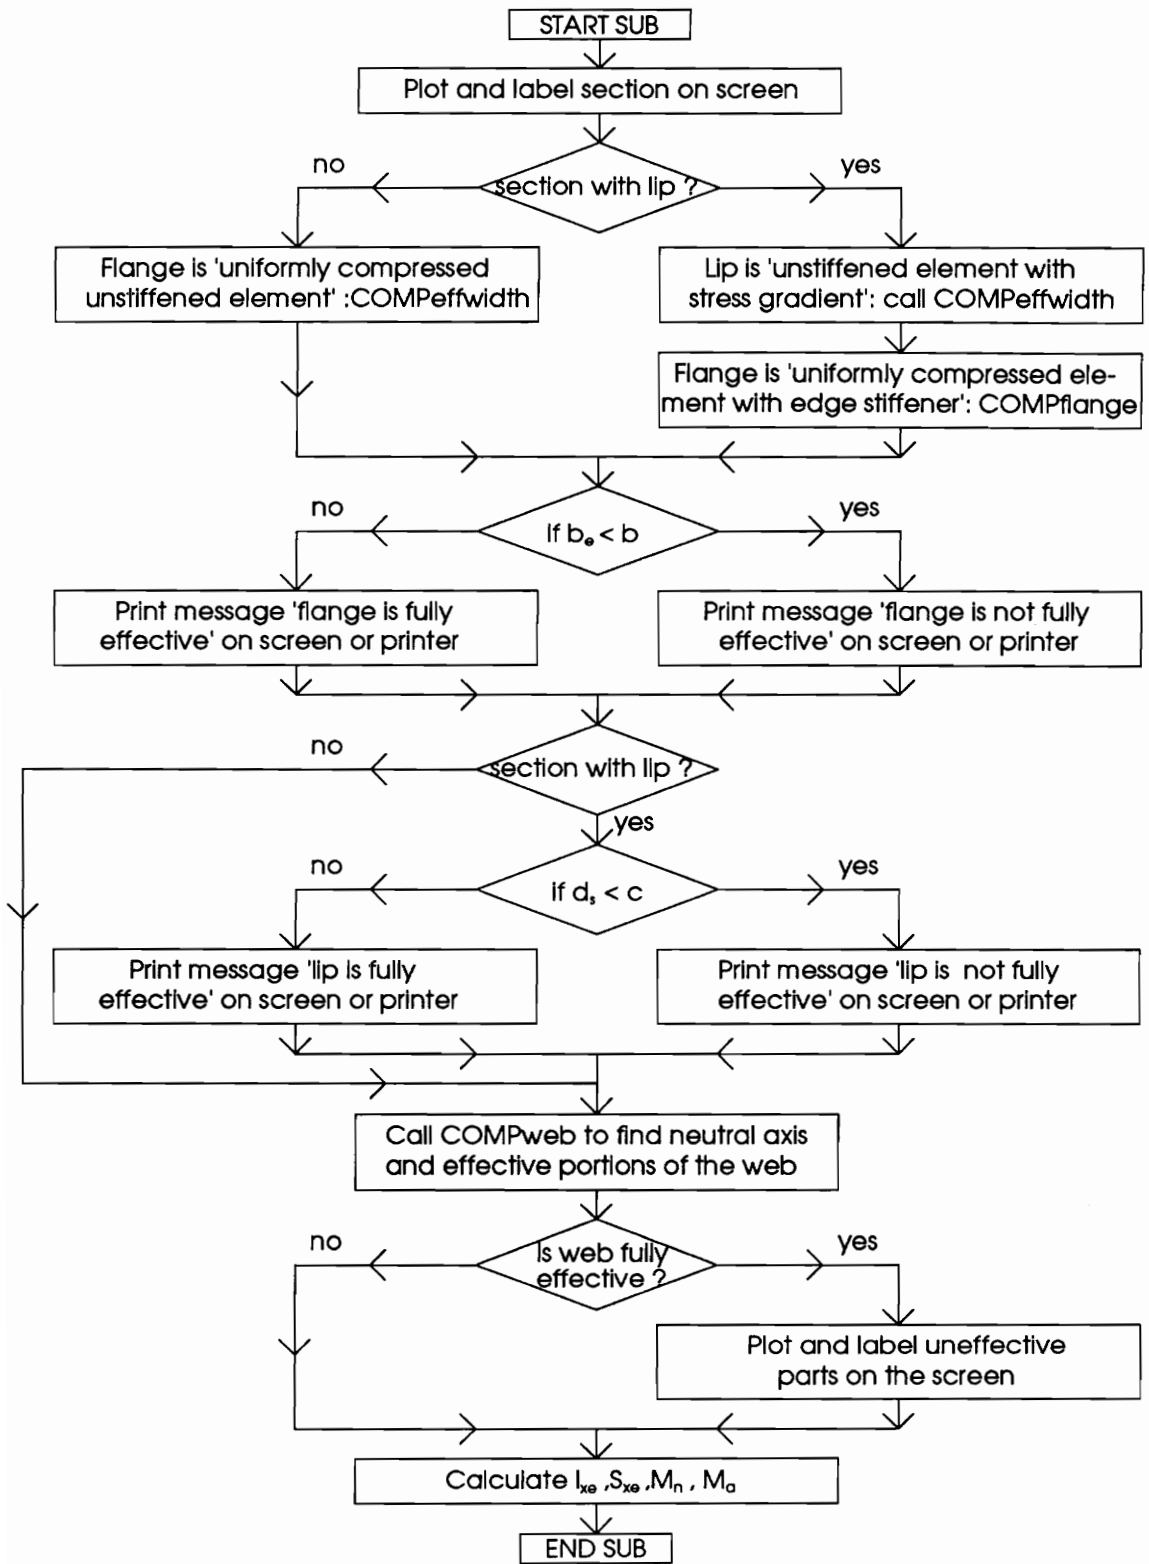 START SUB
Plot and label section on screen
no
yes
section with lip ?
Flange is 'uniformly compressed
unstiffened element' :COMPeffwidth
Lip is 'unstiffened element with
stress gradient': call COMPeffwidth
Flange is 'uniformly compressed ele-
ment with edge stiffener': COMPflange
no
yes
If bₑ < b
Print message 'flange is fully
effective' on screen or printer
Print message 'flange is not fully
effective' on screen or printer
no
section with lip ?
yes
no
yes
if dₛ < c
Print message 'lip is fully
effective' on screen or printer
Print message 'lip is not fully
effective' on screen or printer
Call COMPweb to find neutral axis
and effective portions of the web
no
yes
Is web fully
effective ?
Plot and label uneffective
parts on the screen
Calculate Iₓₑ ,Sₓₑ ,Mₙ , Mₐ
END SUB